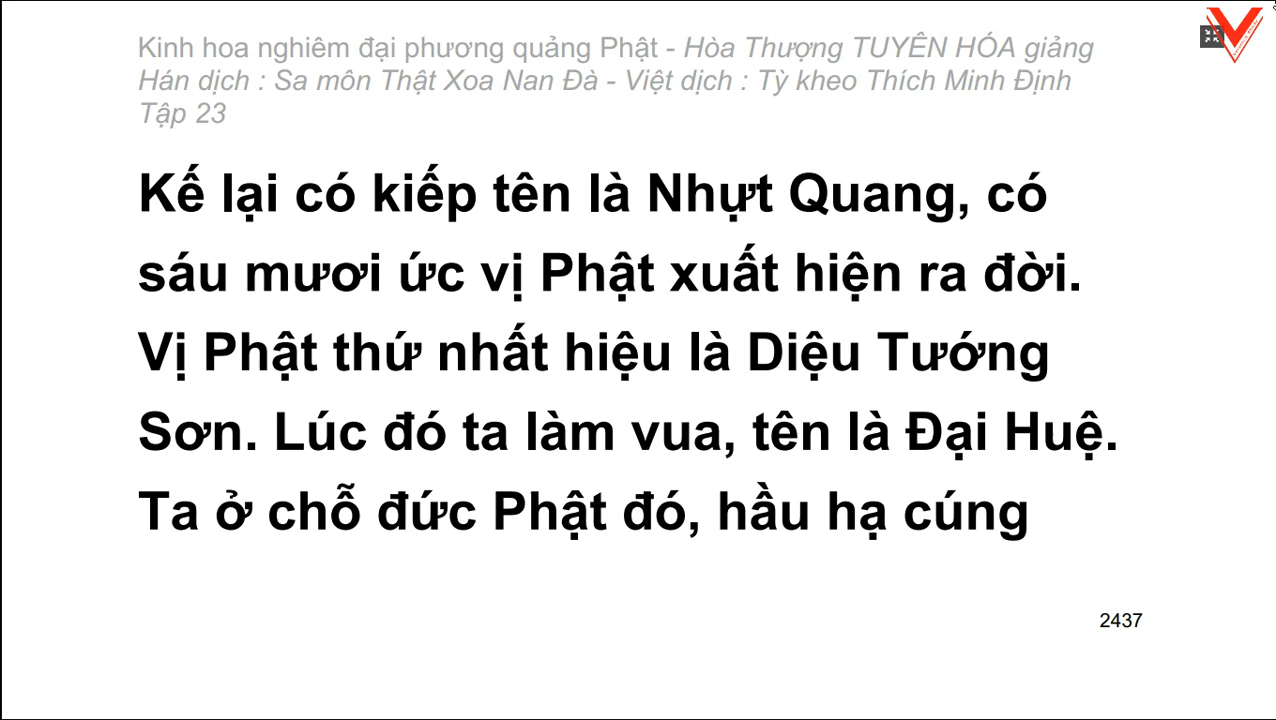 Kinh hoa nghiêm đại phương quảng Phật - Hòa Thượng TUYÊN HÓA giảng
Hán dịch : Sa môn Thật Xoa Nan Đà - Việt dịch : Tỳ kheo Thích Minh Định
Tập 23
Kế lại có kiếp tên là Nhựt Quang, có
sáu mươi ức vị Phật xuất hiện ra đời.
Vị Phật thứ nhất hiệu là Diệu Tướng
Sơn. Lúc đó ta làm vua, tên là Đại Huệ.
Ta ở chỗ đức Phật đó, hầu hạ cúng
2437